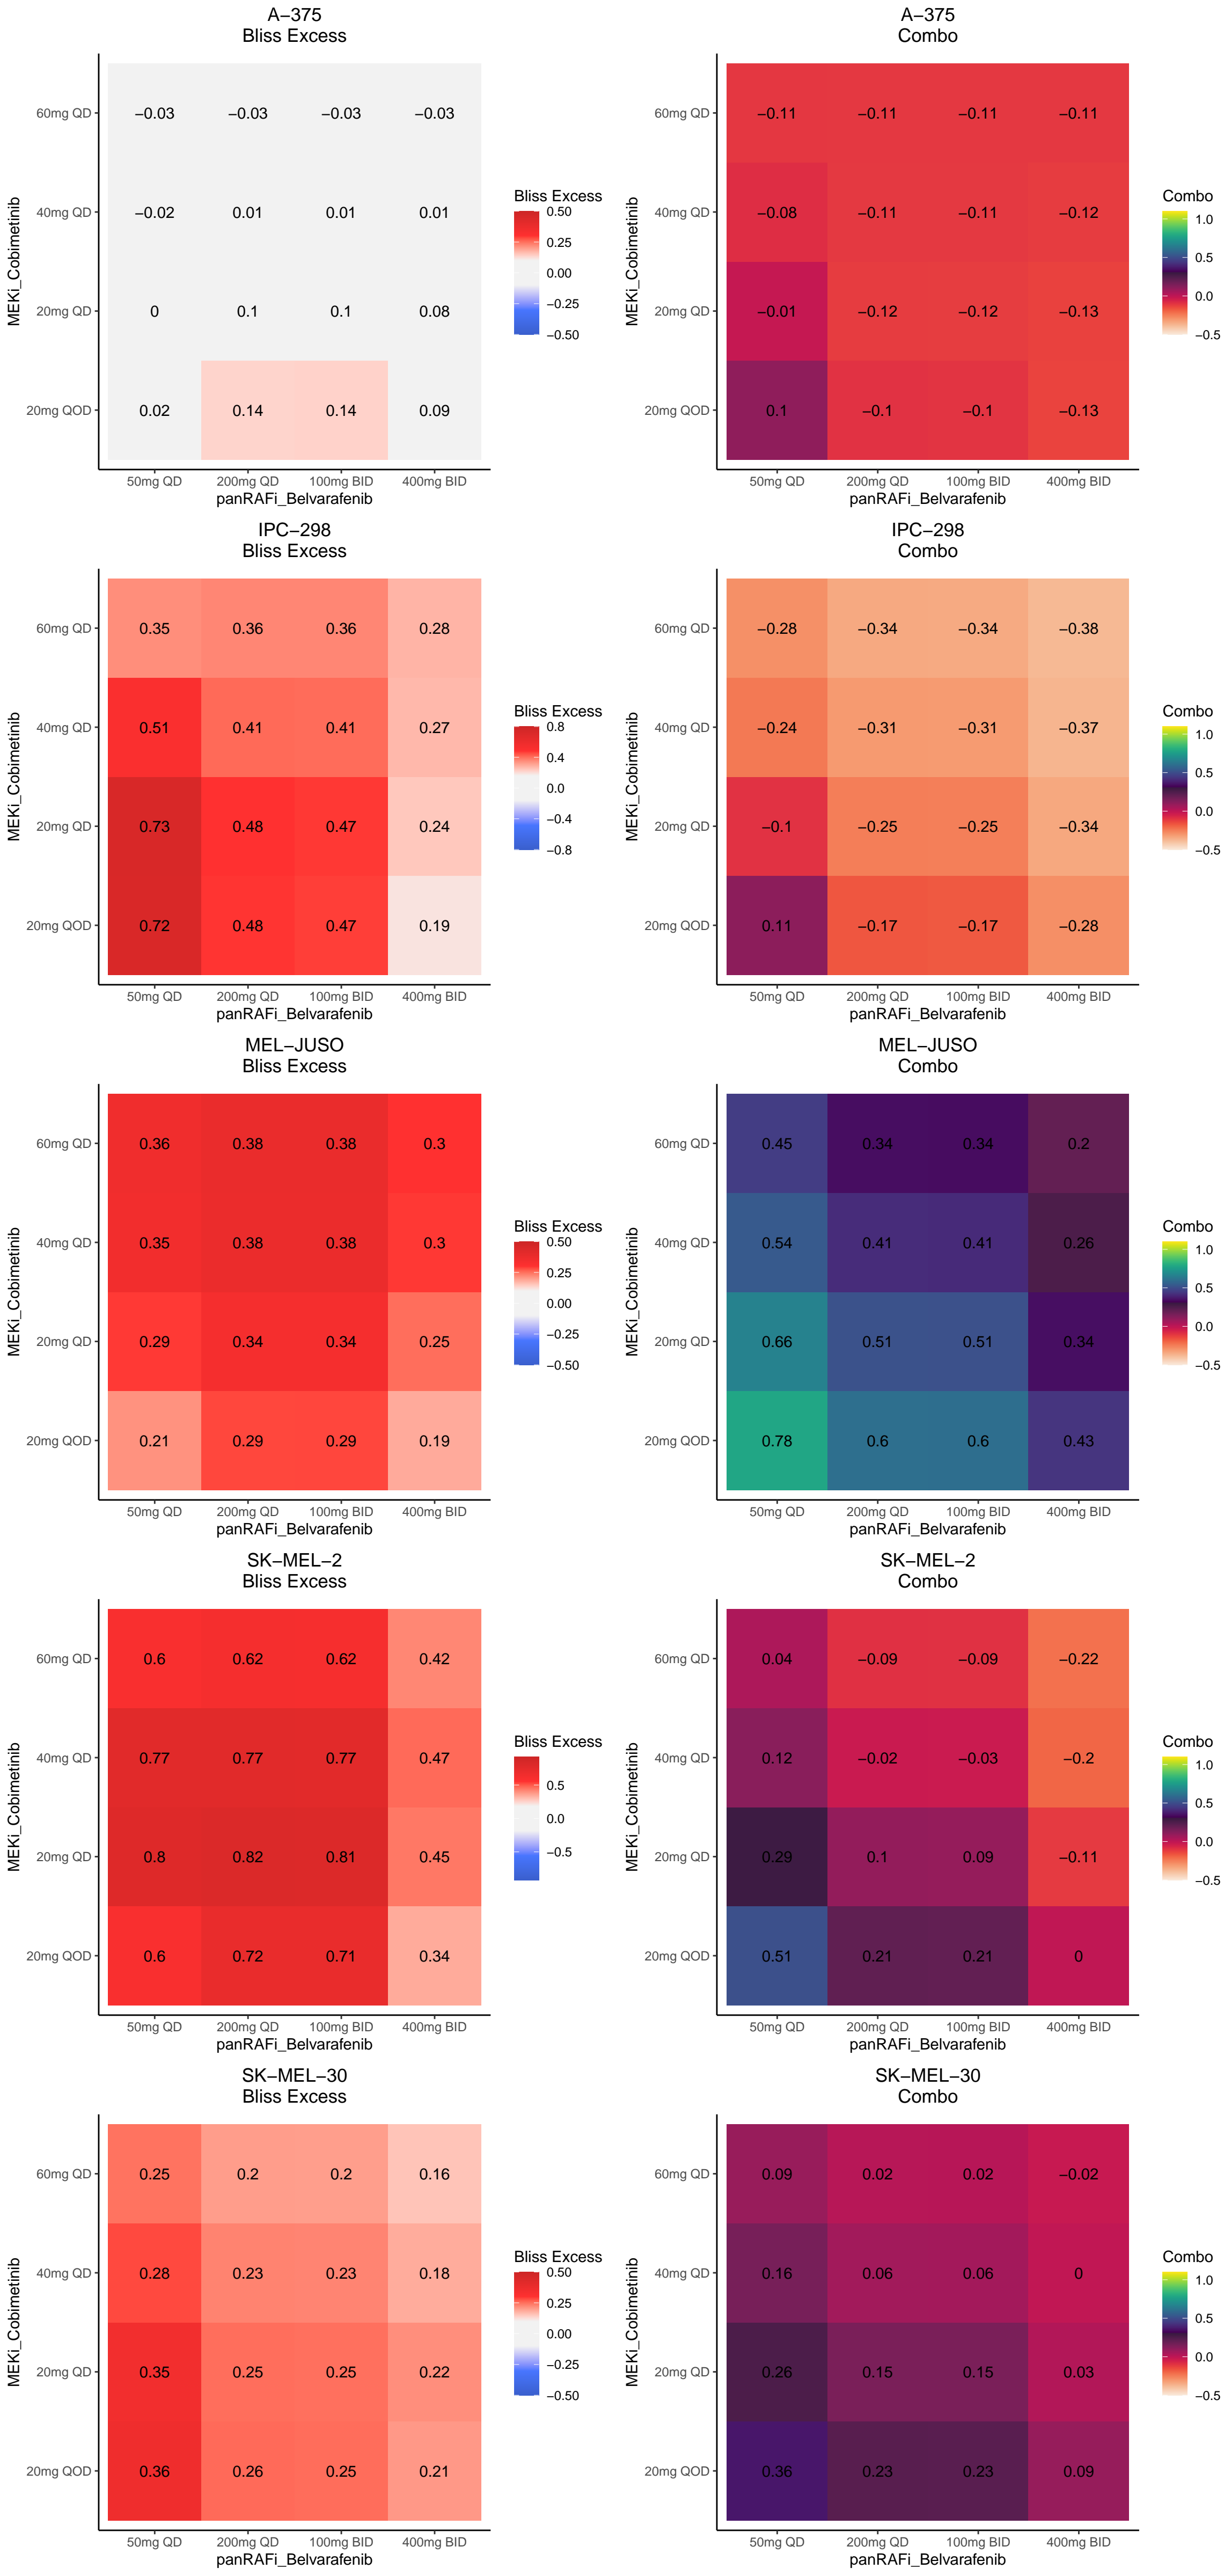 A−375
Bliss Excess
60mg QD
40mg QD
20mg QD
20mg QOD
−0.03 −0.03 −0.03 −0.03
−0.02 0.01 0.01 0.01
0 0.1 0.1 0.08
0.02 0.14 0.14 0.09
50mg QD 200mg QD 100mg BID 400mg BID
panRAFi_Belvarafenib
MEKi_Cobimetinib
Bliss Excess
0.50
0.25
0.00
−0.25
−0.50
A−375
Combo
60mg QD
40mg QD
20mg QD
20mg QOD
−0.11 −0.11 −0.11 −0.11
−0.08 −0.11 −0.11 −0.12
−0.01 −0.12 −0.12 −0.13
0.1 −0.1 −0.1 −0.13
50mg QD 200mg QD 100mg BID 400mg BID
panRAFi_Belvarafenib
MEKi_Cobimetinib
Combo
1.0
0.5
0.0
−0.5
IPC−298
Bliss Excess
60mg QD
40mg QD
20mg QD
20mg QOD
0.35 0.36 0.36 0.28
0.51 0.41 0.41 0.27
0.73 0.48 0.47 0.24
0.72 0.48 0.47 0.19
50mg QD 200mg QD 100mg BID 400mg BID
panRAFi_Belvarafenib
MEKi_Cobimetinib
Bliss Excess
0.8
0.4
0.0
−0.4
−0.8
IPC−298
Combo
60mg QD
40mg QD
20mg QD
20mg QOD
−0.28 −0.34 −0.34 −0.38
−0.24 −0.31 −0.31 −0.37
−0.1 −0.25 −0.25 −0.34
0.11 −0.17 −0.17 −0.28
50mg QD 200mg QD 100mg BID 400mg BID
panRAFi_Belvarafenib
MEKi_Cobimetinib
Combo
1.0
0.5
0.0
−0.5
MEL−JUSO
Bliss Excess
60mg QD
40mg QD
20mg QD
20mg QOD
0.36 0.38 0.38 0.3
0.35 0.38 0.38 0.3
0.29 0.34 0.34 0.25
0.21 0.29 0.29 0.19
50mg QD 200mg QD 100mg BID 400mg BID
panRAFi_Belvarafenib
MEKi_Cobimetinib
Bliss Excess
0.50
0.25
0.00
−0.25
−0.50
MEL−JUSO
Combo
60mg QD
40mg QD
20mg QD
20mg QOD
0.45 0.34 0.34 0.2
0.54 0.41 0.41 0.26
0.66 0.51 0.51 0.34
0.78 0.6 0.6 0.43
50mg QD 200mg QD 100mg BID 400mg BID
panRAFi_Belvarafenib
MEKi_Cobimetinib
Combo
1.0
0.5
0.0
−0.5
SK−MEL−2
Bliss Excess
60mg QD
40mg QD
20mg QD
20mg QOD
0.6 0.62 0.62 0.42
0.77 0.77 0.77 0.47
0.8 0.82 0.81 0.45
0.6 0.72 0.71 0.34
50mg QD 200mg QD 100mg BID 400mg BID
panRAFi_Belvarafenib
MEKi_Cobimetinib
Bliss Excess
0.5
0.0
−0.5
SK−MEL−2
Combo
60mg QD
40mg QD
20mg QD
20mg QOD
0.04 −0.09 −0.09 −0.22
0.12 −0.02 −0.03 −0.2
0.29 0.1 0.09 −0.11
0.51 0.21 0.21 0
50mg QD 200mg QD 100mg BID 400mg BID
panRAFi_Belvarafenib
MEKi_Cobimetinib
Combo
1.0
0.5
0.0
−0.5
SK−MEL−30
Bliss Excess
60mg QD
40mg QD
20mg QD
20mg QOD
0.25 0.2 0.2 0.16
0.28 0.23 0.23 0.18
0.35 0.25 0.25 0.22
0.36 0.26 0.25 0.21
50mg QD 200mg QD 100mg BID 400mg BID
panRAFi_Belvarafenib
MEKi_Cobimetinib
Bliss Excess
0.50
0.25
0.00
−0.25
−0.50
SK−MEL−30
Combo
60mg QD
40mg QD
20mg QD
20mg QOD
0.09 0.02 0.02 −0.02
0.16 0.06 0.06 0
0.26 0.15 0.15 0.03
0.36 0.23 0.23 0.09
50mg QD 200mg QD 100mg BID 400mg BID
panRAFi_Belvarafenib
MEKi_Cobimetinib
Combo
1.0
0.5
0.0
−0.5